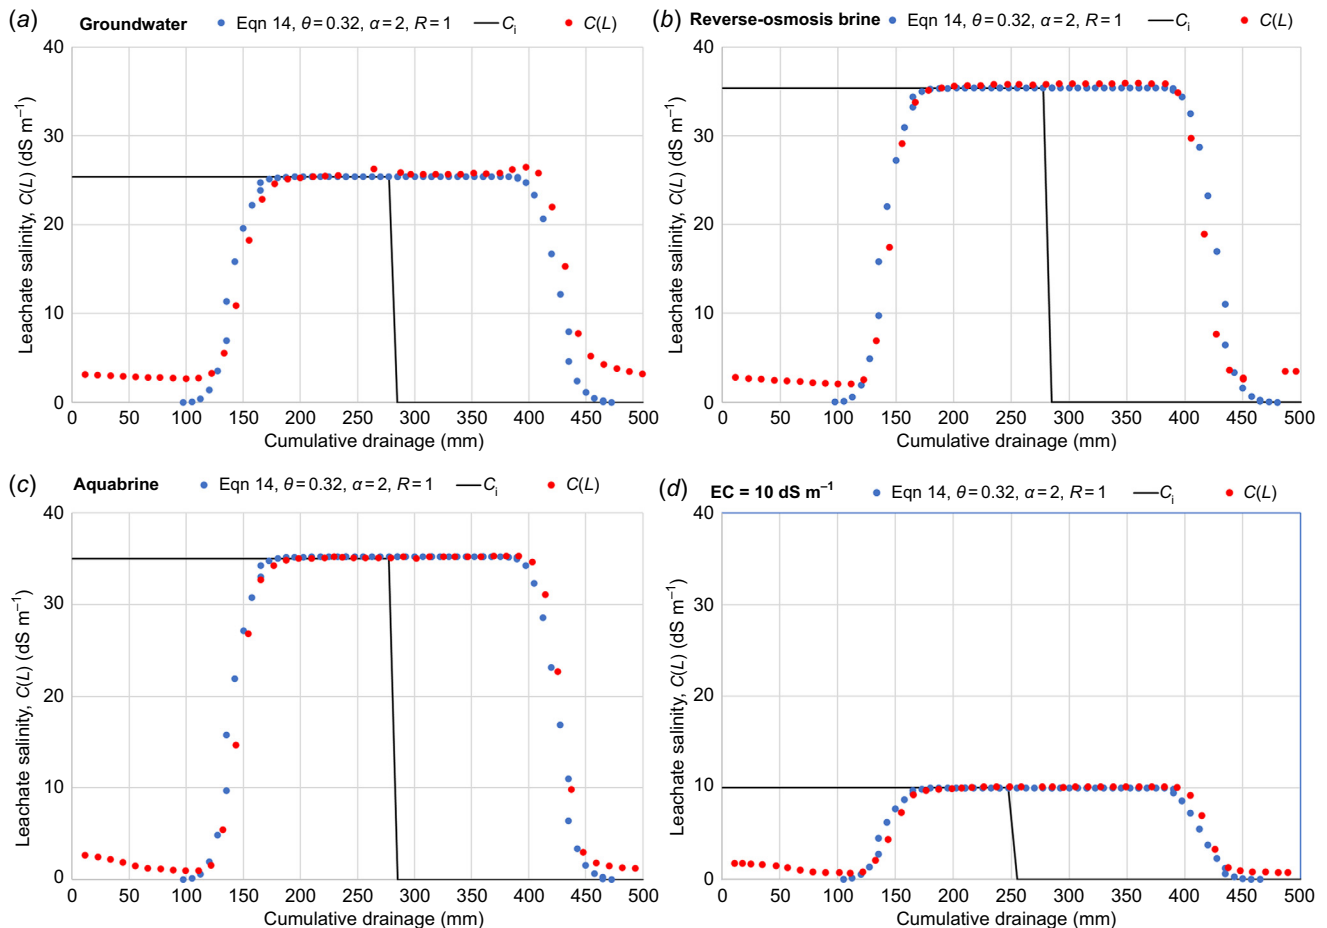 (a) Groundwater Eqn 14, θ = 0.32, α = 2, R = 1 Cᵢ C(L)
40
30
20
10
0
Leachate salinity, C(L) (dS m⁻¹)
0 50 100 150 200 250 300 350 400 450 500
Cumulative drainage (mm)
(b) Reverse-osmosis brine Eqn 14, θ = 0.32, α = 2, R = 1 Cᵢ C(L)
40
30
20
10
0
Leachate salinity, C(L) (dS m⁻¹)
0 50 100 150 200 250 300 350 400 450 500
Cumulative drainage (mm)
(c) Aquabrine Eqn 14, θ = 0.32, α = 2, R = 1 Cᵢ C(L)
40
30
20
10
0
Leachate salinity, C(L) (dS m⁻¹)
0 50 100 150 200 250 300 350 400 450 500
Cumulative drainage (mm)
(d) EC = 10 dS m⁻¹ Eqn 14, θ = 0.32, α = 2, R = 1 Cᵢ C(L)
40
30
20
10
0
Leachate salinity, C(L) (dS m⁻¹)
0 50 100 150 200 250 300 350 400 450 500
Cumulative drainage (mm)